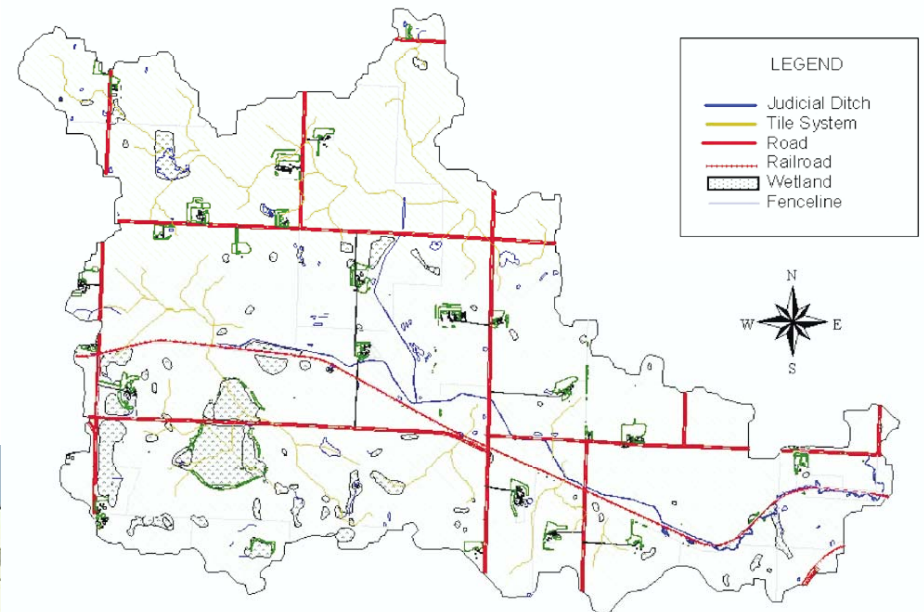 LEGEND
Judicial Ditch
Tile System
Road
Railroad
Wetland
Fenceline
N
W E
S